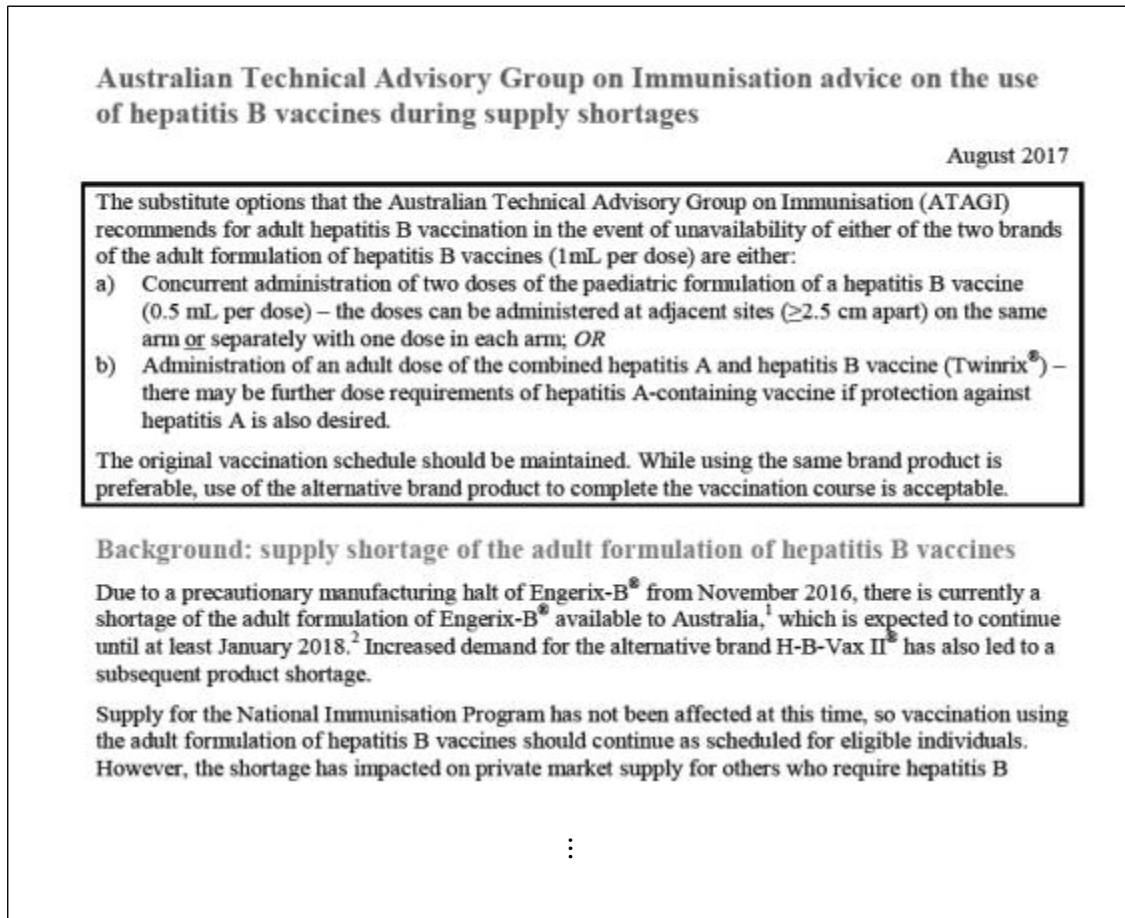 Australian Technical Advisory Group on Immunisation advice on the use
of hepatitis B vaccines during supply shortages
August 2017
The substitute options that the Australian Technical Advisory Group on Immunisation (ATAGI)
recommends for adult hepatitis B vaccination in the event of unavailability of either of the two brands
of the adult formulation of hepatitis B vaccines (1mL per dose) are either:
a) Concurrent administration of two doses of the paediatric formulation of a hepatitis B vaccine
(0.5 mL per dose) – the doses can be administered at adjacent sites (≥2.5 cm apart) on the same
arm or separately with one dose in each arm; OR
b) Administration of an adult dose of the combined hepatitis A and hepatitis B vaccine (Twinrix®) –
there may be further dose requirements of hepatitis A-containing vaccine if protection against
hepatitis A is also desired.
The original vaccination schedule should be maintained. While using the same brand product is
preferable, use of the alternative brand product to complete the vaccination course is acceptable.
Background: supply shortage of the adult formulation of hepatitis B vaccines
Due to a precautionary manufacturing halt of Engerix-B® from November 2016, there is currently a
shortage of the adult formulation of Engerix-B® available to Australia,¹ which is expected to continue
until at least January 2018.² Increased demand for the alternative brand H-B-Vax II® has also led to a
subsequent product shortage.
Supply for the National Immunisation Program has not been affected at this time, so vaccination using
the adult formulation of hepatitis B vaccines should continue as scheduled for eligible individuals.
However, the shortage has impacted on private market supply for others who require hepatitis B
⋮